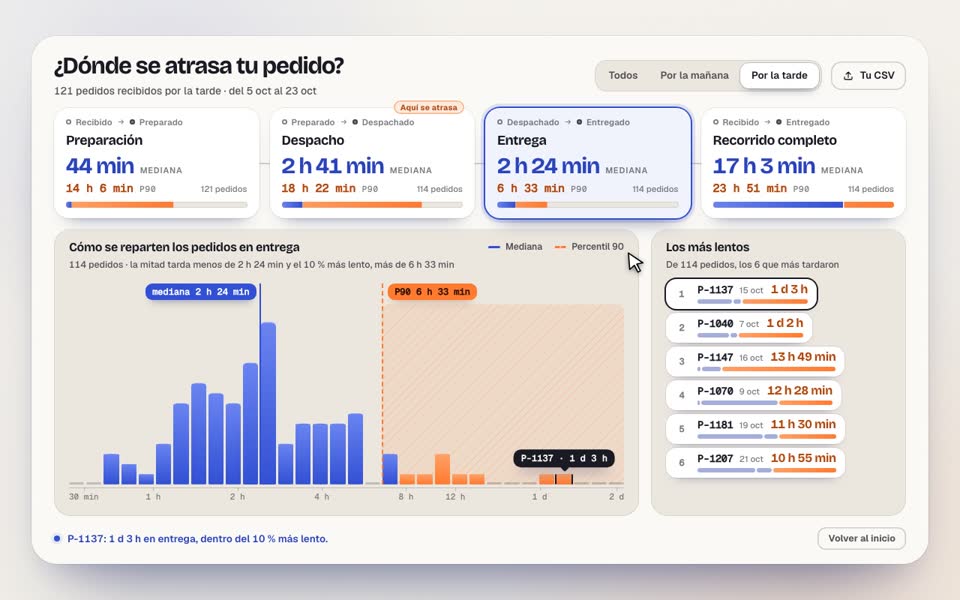 ¿Dónde se atrasa tu pedido?
121 pedidos recibidos por la tarde · del 5 oct al 23 oct
Todos Por la mañana Por la tarde Tu CSV
Aquí se atrasa
Recibido → Preparado
Preparación
44 min MEDIANA
14 h 6 min P90 121 pedidos
Preparado → Despachado
Despacho
2 h 41 min MEDIANA
18 h 22 min P90 114 pedidos
Despachado → Entregado
Entrega
2 h 24 min MEDIANA
6 h 33 min P90 114 pedidos
Recibido → Entregado
Recorrido completo
17 h 3 min MEDIANA
23 h 51 min P90 114 pedidos
Cómo se reparten los pedidos en entrega
Mediana Percentil 90
114 pedidos · la mitad tarda menos de 2 h 24 min y el 10 % más lento, más de 6 h 33 min
mediana 2 h 24 min
P90 6 h 33 min
P-1137 · 1 d 3 h
30 min 1 h 2 h 4 h 8 h 12 h 1 d 2 d
Los más lentos
De 114 pedidos, los 6 que más tardaron
1 P-1137 15 oct 1 d 3 h
2 P-1040 7 oct 1 d 2 h
3 P-1147 16 oct 13 h 49 min
4 P-1070 9 oct 12 h 28 min
5 P-1181 19 oct 11 h 30 min
6 P-1207 21 oct 10 h 55 min
P-1137: 1 d 3 h en entrega, dentro del 10 % más lento.
Volver al inicio